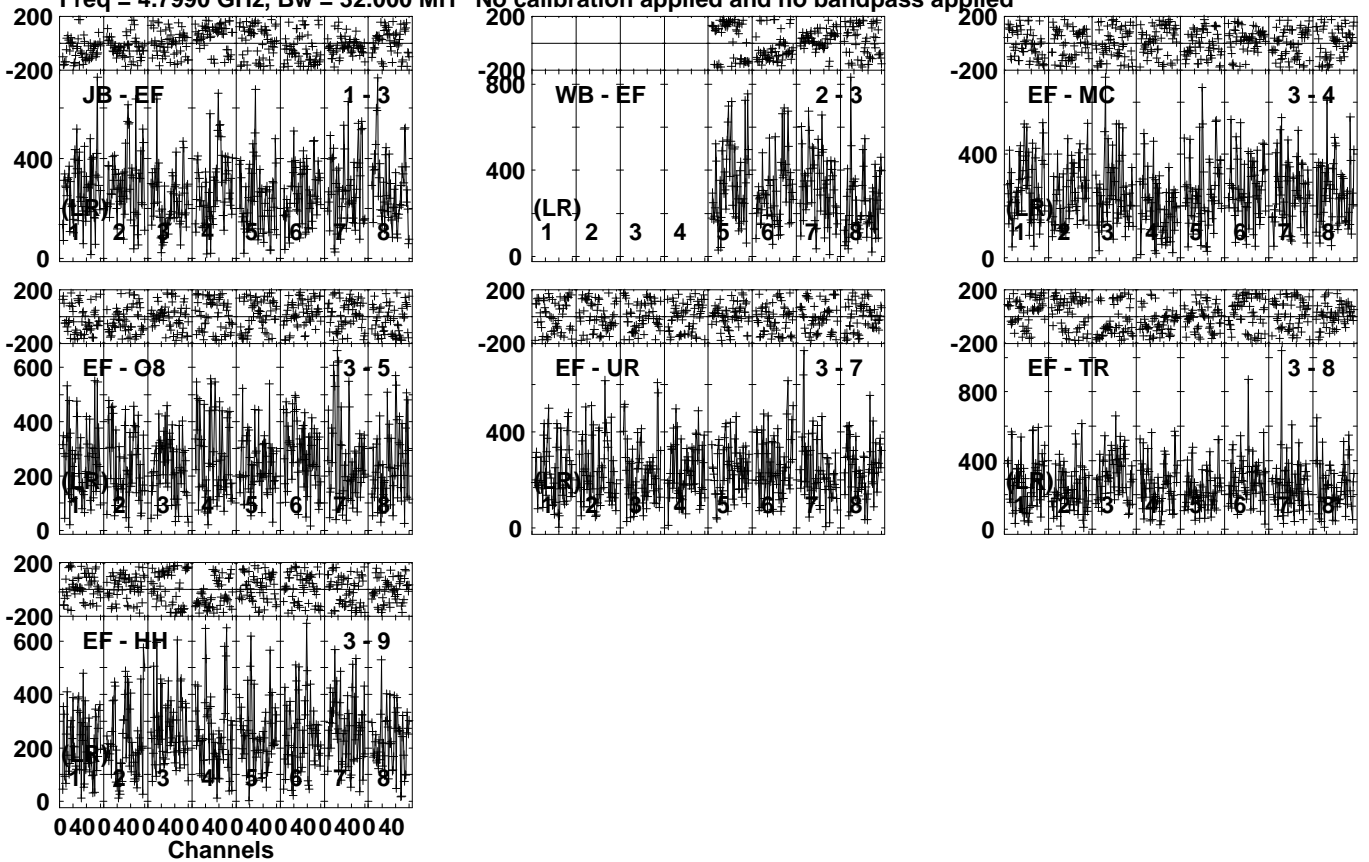 Freq = 4.7990 GHz, Bw = 32.000 MH No calibration applied and no bandpass applied
200
-200
JB - EF 1 - 3
400
(LR)
1 2 3 4 5 6 7 8
0
200
-200
800
WB - EF 2 - 3
400
(LR)
1 2 3 4 5 6 7 8
0
200
-200
EF - MC 3 - 4
400
(LR)
1 2 3 4 5 6 7 8
0
200
-200
600
EF - O8 3 - 5
400
200
(LR)
1 2 3 4 5 6 7 8
0
200
-200
EF - UR 3 - 7
400
(LR)
1 2 3 4 5 6 7 8
0
200
-200
EF - TR 3 - 8
800
400
(LR)
1 2 3 4 5 6 7 8
0
200
-200
600
EF - HH 3 - 9
400
200
(LR)
1 2 3 4 5 6 7 8
0
0 40 0 40 0 40 0 40 0 40 0 40 0 40 0 40
Channels